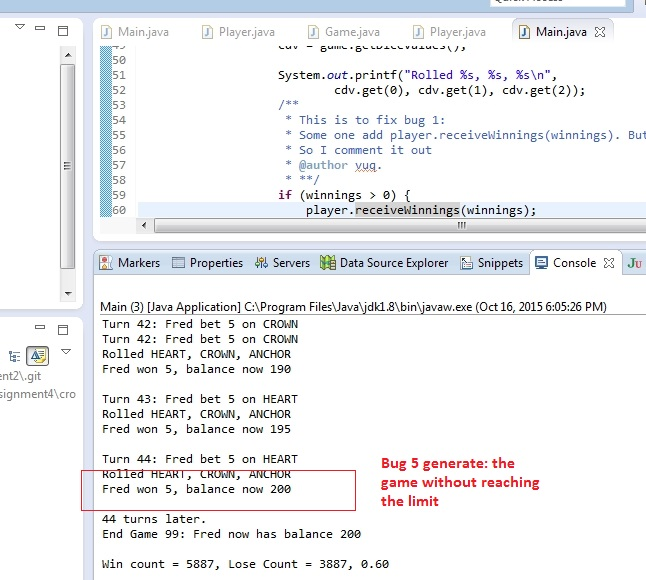 Main.java Player.java Game.java Player.java Main.java
49 cdv = game.getDiceValues();
50
51 System.out.printf("Rolled %s, %s, %s\n",
52 cdv.get(0), cdv.get(1), cdv.get(2));
53 /**
54 * This is to fix bug 1:
55 * Some one add player.receiveWinnings(winnings). But
56 * So I comment it out
57 * @author yuq.
58 * **/
59 if (winnings > 0) {
60 player.receiveWinnings(winnings);
Markers Properties Servers Data Source Explorer Snippets Console Ju
Main (3) [Java Application] C:\Program Files\Java\jdk1.8\bin\javaw.exe (Oct 16, 2015 6:05:26 PM)
Turn 42: Fred bet 5 on CROWN
Turn 42: Fred bet 5 on CROWN
Rolled HEART, CROWN, ANCHOR
Fred won 5, balance now 190
ent2\.git
signment4\cro
Turn 43: Fred bet 5 on HEART
Rolled HEART, CROWN, ANCHOR
Fred won 5, balance now 195
Turn 44: Fred bet 5 on HEART
Rolled HEART, CROWN, ANCHOR
Fred won 5, balance now 200
Bug 5 generate: the
game without reaching
the limit
44 turns later.
End Game 99: Fred now has balance 200
Win count = 5887, Lose Count = 3887, 0.60